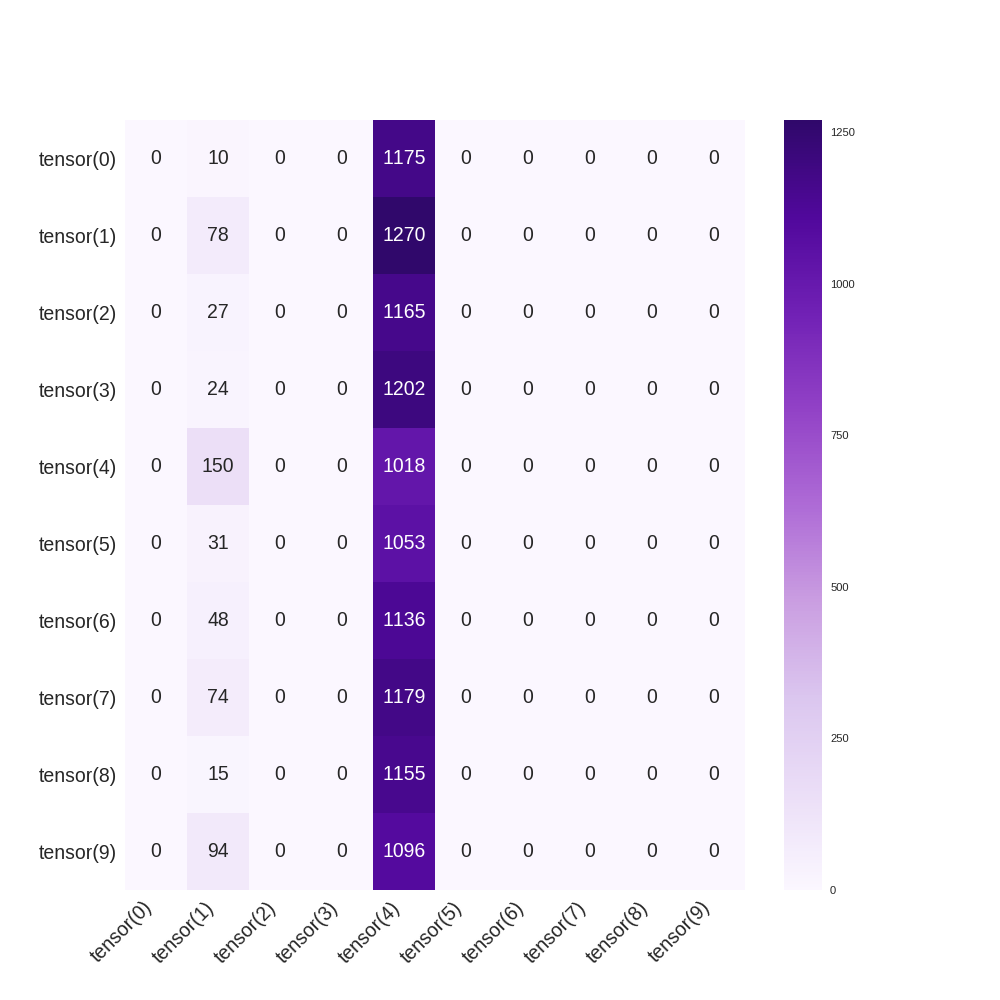 tensor(0) 0 10 0 0 1175 0 0 0 0 0
tensor(1) 0 78 0 0 1270 0 0 0 0 0
tensor(2) 0 27 0 0 1165 0 0 0 0 0
tensor(3) 0 24 0 0 1202 0 0 0 0 0
tensor(4) 0 150 0 0 1018 0 0 0 0 0
tensor(5) 0 31 0 0 1053 0 0 0 0 0
tensor(6) 0 48 0 0 1136 0 0 0 0 0
tensor(7) 0 74 0 0 1179 0 0 0 0 0
tensor(8) 0 15 0 0 1155 0 0 0 0 0
tensor(9) 0 94 0 0 1096 0 0 0 0 0
tensor(0) tensor(1) tensor(2) tensor(3) tensor(4) tensor(5) tensor(6) tensor(7) tensor(8) tensor(9)
1250
1000
750
500
250
0